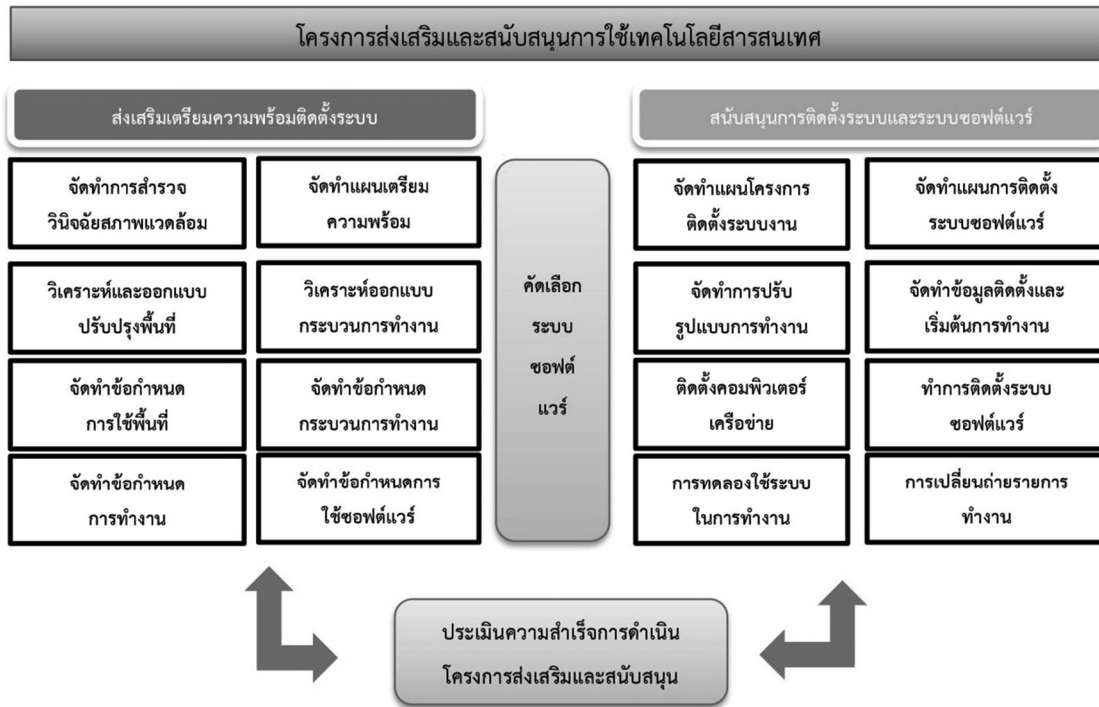 โครงการส่งเสริมและสนับสนุนการใช้เทคโนโลยีสารสนเทศ
ส่งเสริมเตรียมความพร้อมติดตั้งระบบ
จัดทำการสำรวจ
วินิจฉัยสภาพแวดล้อม
จัดทำแผนเตรียม
ความพร้อม
วิเคราะห์และออกแบบ
ปรับปรุงพื้นที่
วิเคราะห์ออกแบบ
กระบวนการทำงาน
จัดทำข้อกำหนด
การใช้พื้นที่
จัดทำข้อกำหนด
กระบวนการทำงาน
จัดทำข้อกำหนด
การทำงาน
จัดทำข้อกำหนดการ
ใช้ซอฟต์แวร์
คัดเลือก
ระบบ
ซอฟต์
แวร์
สนับสนุนการติดตั้งระบบและระบบซอฟต์แวร์
จัดทำแผนโครงการ
ติดตั้งระบบงาน
จัดทำแผนการติดตั้ง
ระบบซอฟต์แวร์
จัดทำการปรับ
รูปแบบการทำงาน
จัดทำข้อมูลติดตั้งและ
เริ่มต้นการทำงาน
ติดตั้งคอมพิวเตอร์
เครือข่าย
ทำการติดตั้งระบบ
ซอฟต์แวร์
การทดลองใช้ระบบ
ในการทำงาน
การเปลี่ยนถ่ายรายการ
ทำงาน
ประเมินความสำเร็จการดำเนิน
โครงการส่งเสริมและสนับสนุน